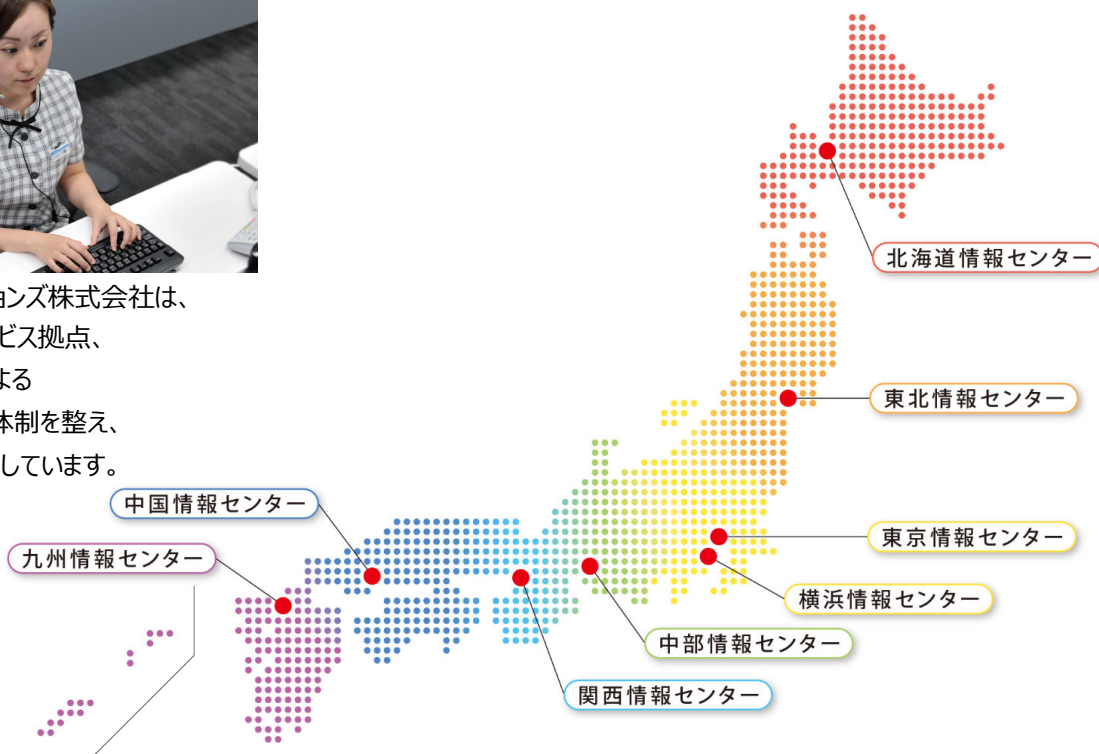 ョンズ株式会社は、
ビス拠点、
よる
体制を整え、
しています。
北海道情報センター
東北情報センター
中国情報センター
九州情報センター
東京情報センター
横浜情報センター
中部情報センター
関西情報センター